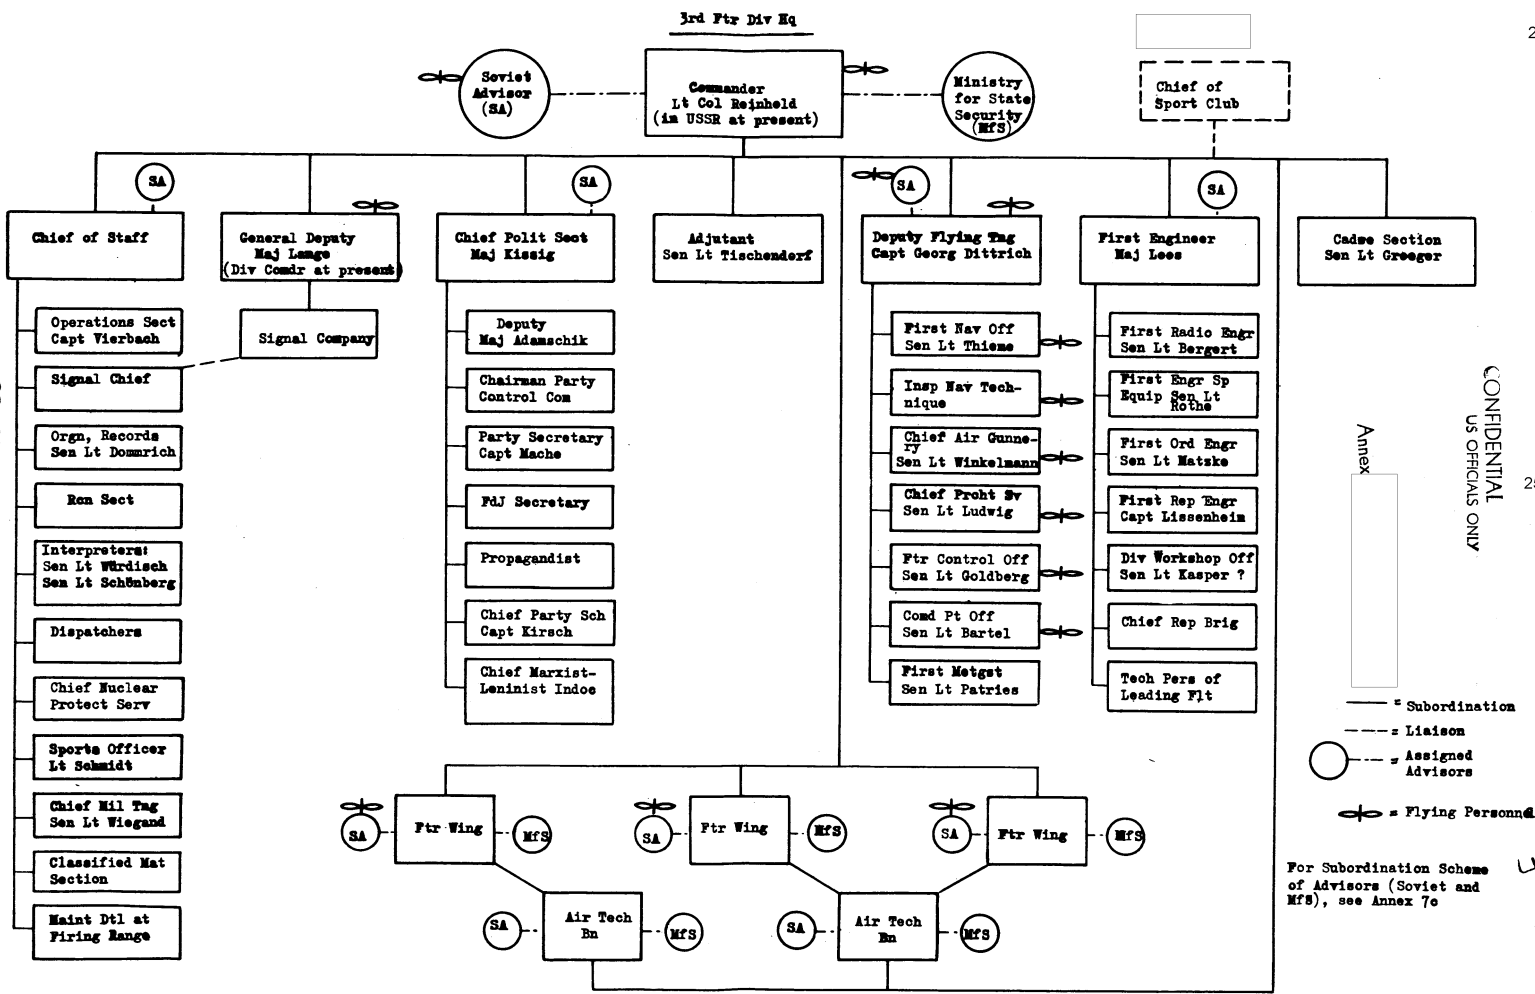 3rd Ftr Div Hq
Soviet
Advisor
(SA)
Commander
Lt Col Reinhold
(in USSR at present)
Ministry
for State
Security
(MfS)
Chief of
Sport Club
2
SA
SA
SA
SA
Chief of Staff
General Deputy
Maj Lange
(Div Comdr at present)
Chief Polit Sect
Maj Kissig
Adjutant
Sen Lt Tischendorf
Deputy Flying Tng
Capt Georg Dittrich
First Engineer
Maj Loos
Cadre Section
Sen Lt Groeger
Operations Sect
Capt Vierbach
Signal Chief
Orgn, Records
Sen Lt Dommrich
Rcn Sect
Interpreters:
Sen Lt Würdisch
Sen Lt Schönberg
Dispatchers
Chief Nuclear
Protect Serv
Sports Officer
Lt Schmidt
Chief Mil Tng
Sen Lt Wiegand
Classified Mat
Section
Maint Dtl at
Firing Range
Signal Company
Deputy
Maj Adamschik
Chairman Party
Control Com
Party Secretary
Capt Mache
FdJ Secretary
Propagandist
Chief Party Sch
Capt Kirsch
Chief Marxist-
Leninist Indoc
First Nav Off
Sen Lt Thieme
Insp Nav Tech-
nique
Chief Air Gunne-
ry
Sen Lt Winkelmann
Chief Prcht Sv
Sen Lt Ludwig
Ftr Control Off
Sen Lt Goldberg
Comd Pt Off
Sen Lt Bartel
First Metgst
Sen Lt Patries
First Radio Engr
Sen Lt Bergert
First Engr Sp
Equip Sen Lt
Rothe
First Ord Engr
Sen Lt Matzke
First Rep Engr
Capt Lissenheim
Div Workshop Off
Sen Lt Kasper ?
Chief Rep Brig
Tech Pers of
Leading Flt
CONFIDENTIAL
US OFFICIALS ONLY
Annex
25
= Subordination
= Liaison
= Assigned
Advisors
= Flying Personnel
For Subordination Scheme
of Advisors (Soviet and
MfS), see Annex 7c
SA
Ftr Wing
MfS
SA
Ftr Wing
MfS
SA
Ftr Wing
MfS
SA
Air Tech
Bn
MfS
SA
Air Tech
Bn
MfS